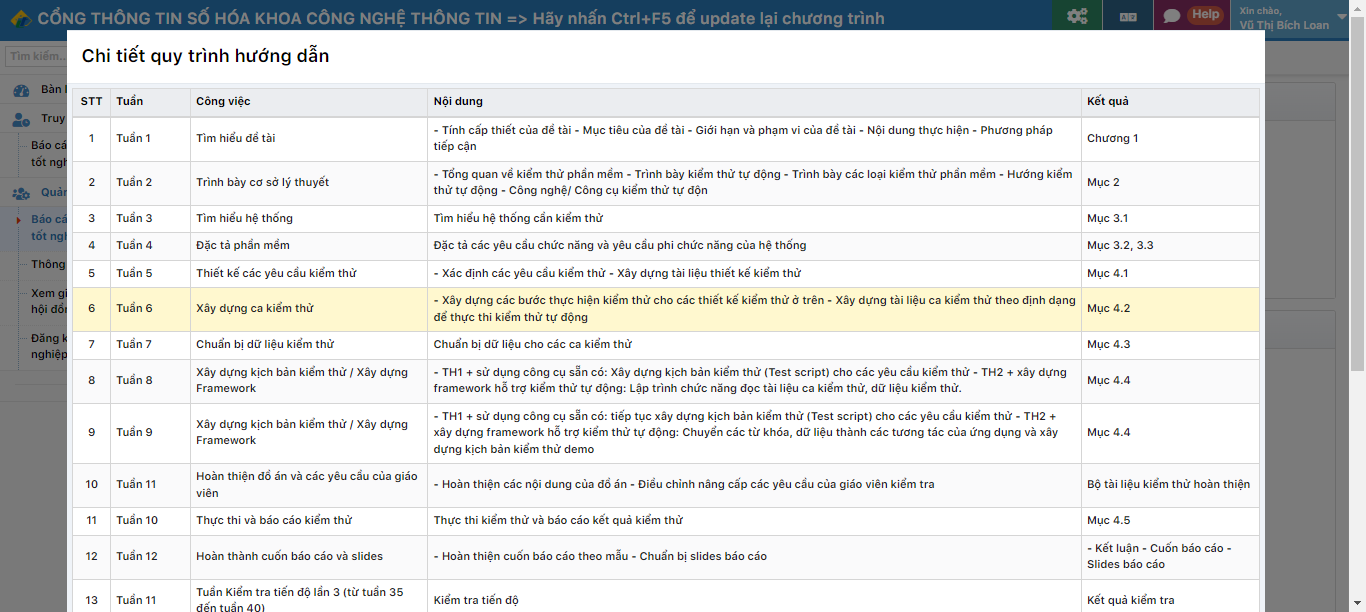 CỔNG THÔNG TIN SỐ HÓA KHOA CÔNG NGHỆ THÔNG TIN => Hãy nhấn Ctrl+F5 để update lại chương trình
Help
Xin chào,
Vũ Thị Bích Loan
Tìm kiếm..
Chi tiết quy trình hướng dẫn
Bàn
Truy
Báo cá
tốt ngh
Quản
Báo cá
tốt ngh
Thông
Xem gi
hội đồn
Đăng k
nghiệp
STT Tuần Công việc Nội dung Kết quả
1 Tuần 1 Tìm hiểu đề tài - Tính cấp thiết của đề tài - Mục tiêu của đề tài - Giới hạn và phạm vi của đề tài - Nội dung thực hiện - Phương pháp
tiếp cận Chương 1
2 Tuần 2 Trình bày cơ sở lý thuyết - Tổng quan về kiểm thử phần mềm - Trình bày kiểm thử tự động - Trình bày các loại kiểm thử phần mềm - Hướng kiểm
thử tự động - Công nghệ/ Công cụ kiểm thử tự độn Mục 2
3 Tuần 3 Tìm hiểu hệ thống Tìm hiểu hệ thống cần kiểm thử Mục 3.1
4 Tuần 4 Đặc tả phần mềm Đặc tả các yêu cầu chức năng và yêu cầu phi chức năng của hệ thống Mục 3.2, 3.3
5 Tuần 5 Thiết kế các yêu cầu kiểm thử - Xác định các yêu cầu kiểm thử - Xây dựng tài liệu thiết kế kiểm thử Mục 4.1
6 Tuần 6 Xây dựng ca kiểm thử - Xây dựng các bước thực hiện kiểm thử cho các thiết kế kiểm thử ở trên - Xây dựng tài liệu ca kiểm thử theo định dạng
để thực thi kiểm thử tự động Mục 4.2
7 Tuần 7 Chuẩn bị dữ liệu kiểm thử Chuẩn bị dữ liệu cho các ca kiểm thử Mục 4.3
8 Tuần 8 Xây dựng kịch bản kiểm thử / Xây dựng
Framework - TH1 + sử dụng công cụ sẵn có: Xây dựng kịch bản kiểm thử (Test script) cho các yêu cầu kiểm thử - TH2 + xây dựng
framework hỗ trợ kiểm thử tự động: Lập trình chức năng đọc tài liệu ca kiểm thử, dữ liệu kiểm thử. Mục 4.4
9 Tuần 9 Xây dựng kịch bản kiểm thử / Xây dựng
Framework - TH1 + sử dụng công cụ sẵn có: tiếp tục xây dựng kịch bản kiểm thử (Test script) cho các yêu cầu kiểm thử - TH2 +
xây dựng framework hỗ trợ kiểm thử tự động: Chuyển các từ khóa, dữ liệu thành các tương tác của ứng dụng và xây
dựng kịch bản kiểm thử demo Mục 4.4
10 Tuần 11 Hoàn thiện đồ án và các yêu cầu của giáo
viên - Hoàn thiện các nội dung của đồ án - Điều chỉnh nâng cấp các yêu cầu của giáo viên kiểm tra Bộ tài liệu kiểm thử hoàn thiện
11 Tuần 10 Thực thi và báo cáo kiểm thử Thực thi kiểm thử và báo cáo kết quả kiểm thử Mục 4.5
12 Tuần 12 Hoàn thành cuốn báo cáo và slides - Hoàn thiện cuốn báo cáo theo mẫu - Chuẩn bị slides báo cáo - Kết luận - Cuốn báo cáo -
Slides báo cáo
13 Tuần 11 Tuần Kiểm tra tiến độ lần 3 (từ tuần 35
đến tuần 40) Kiểm tra tiến độ Kết quả kiểm tra